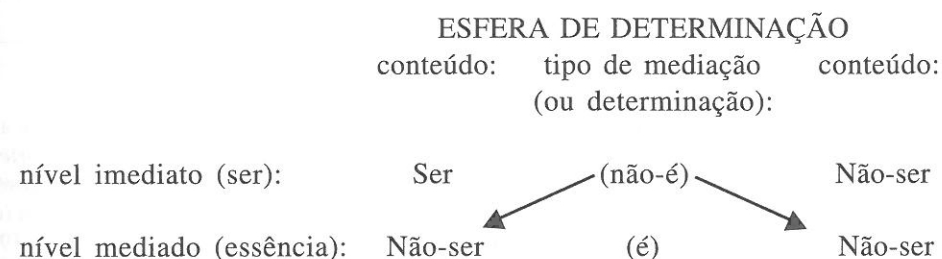 ESFERA DE DETERMINAÇÃO
conteúdo: tipo de mediação conteúdo:
(ou determinação):
nível imediato (ser): Ser (não-é) Não-ser
nível mediado (essência): Não-ser (é) Não-ser